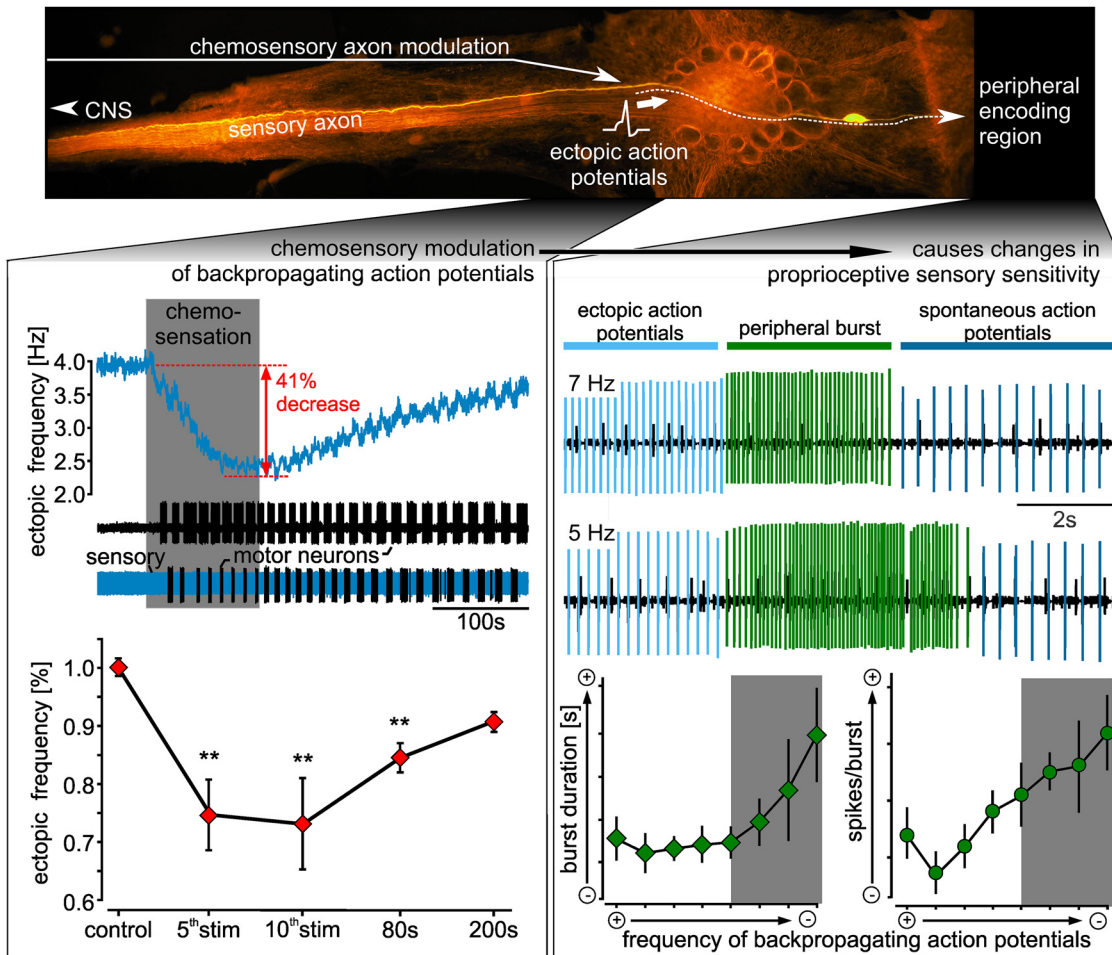 chemosensory axon modulation
CNS
sensory axon
ectopic action
potentials
peripheral
encoding
region
chemosensory modulation
of backpropagating action potentials
causes changes in
proprioceptive sensory sensitivity
chemo-
sensation
ectopic frequency [Hz]
4.0
3.5
3.0
2.5
2.0
41%
decrease
sensory
motor neurons
100s
ectopic frequency [%]
1.0
0.9
0.8
0.7
0.6
**
**
**
control
5th stim
10th stim
80s
200s
ectopic action
potentials
peripheral burst
spontaneous action
potentials
7 Hz
2s
5 Hz
burst duration [s]
+
-
+
-
spikes/burst
+
-
+
-
frequency of backpropagating action potentials